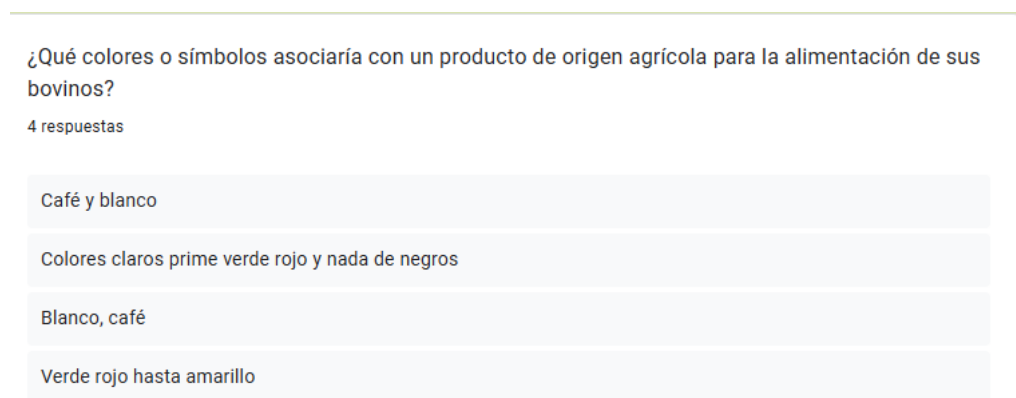 ¿Qué colores o símbolos asociaría con un producto de origen agrícola para la alimentación de sus
bovinos?
4 respuestas
Café y blanco
Colores claros prime verde rojo y nada de negros
Blanco, café
Verde rojo hasta amarillo